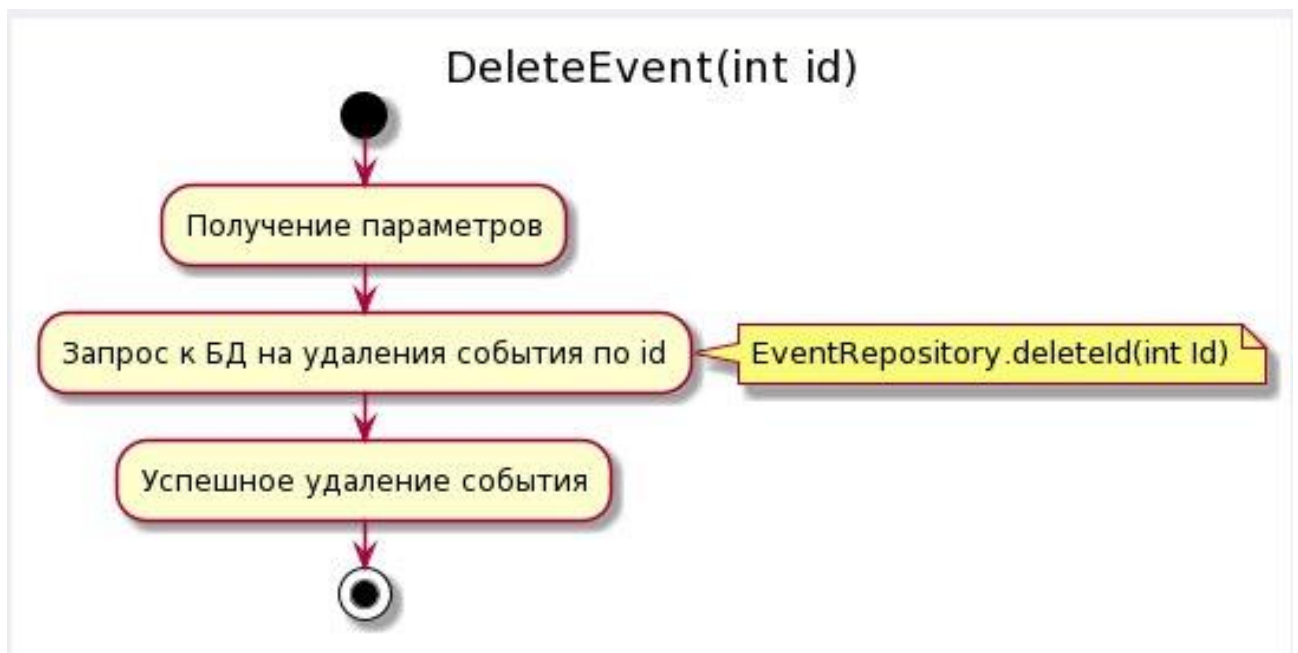 DeleteEvent(int id)
Получение параметров
Запрос к БД на удаления события по id
EventRepository.deleteId(int Id)
Успешное удаление события